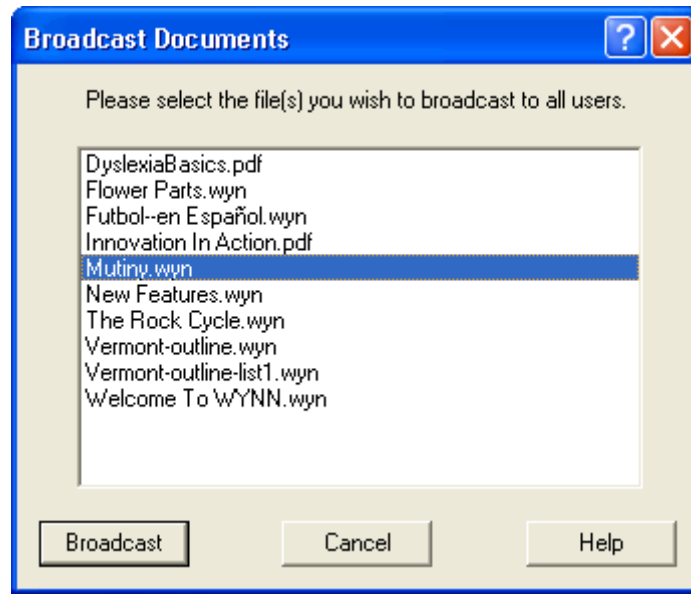 Broadcast Documents
Please select the file(s) you wish to broadcast to all users.
DyslexiaBasics.pdf
Flower Parts.wyn
Futbol--en Español.wyn
Innovation In Action.pdf
Mutiny.wyn
New Features.wyn
The Rock Cycle.wyn
Vermont-outline.wyn
Vermont-outline-list1.wyn
Welcome To WYNN.wyn
Broadcast Cancel Help